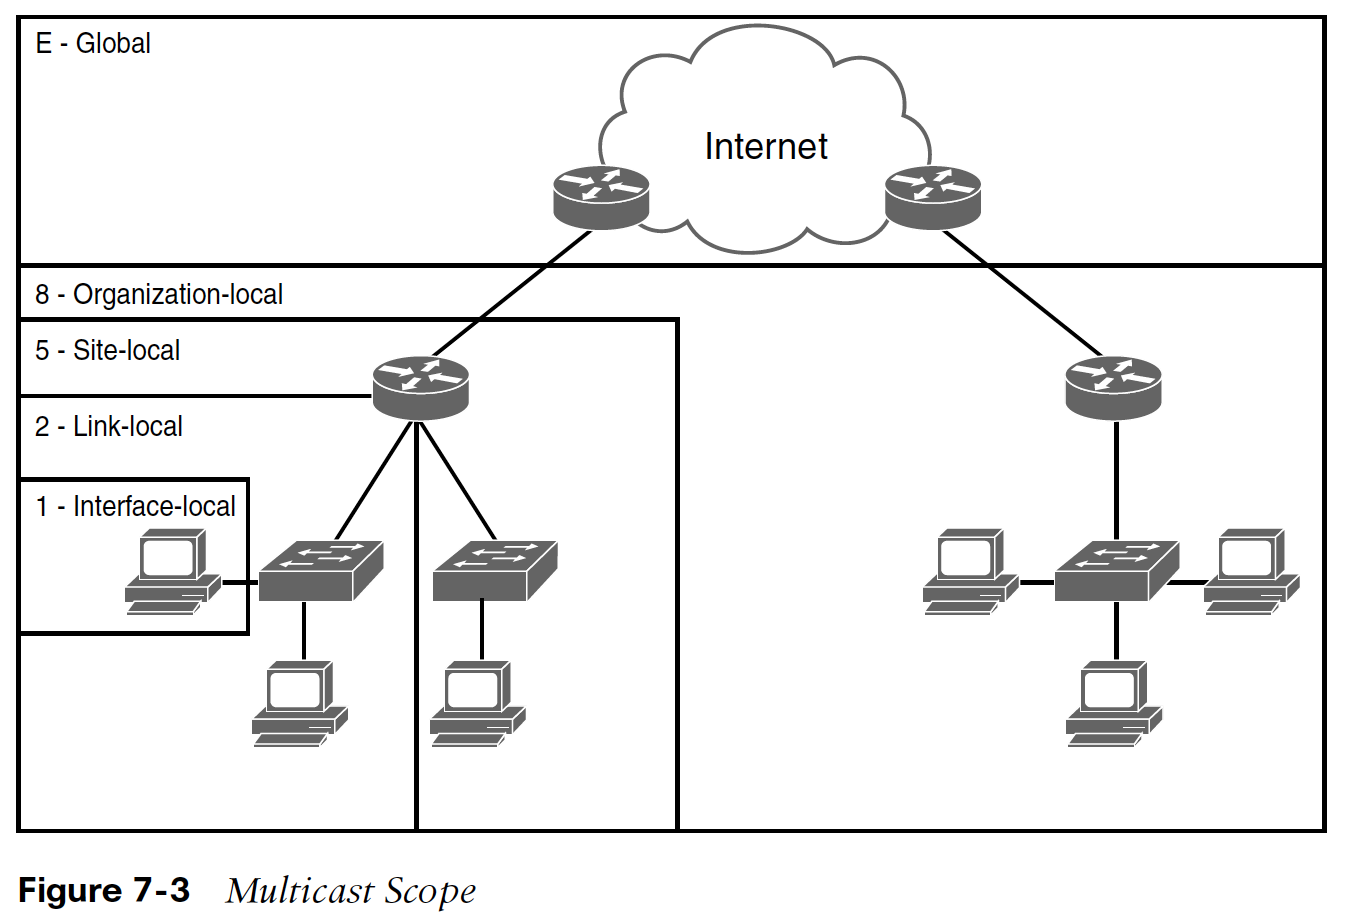 E - Global
Internet
8 - Organization-local
5 - Site-local
2 - Link-local
1 - Interface-local
Figure 7-3 Multicast Scope